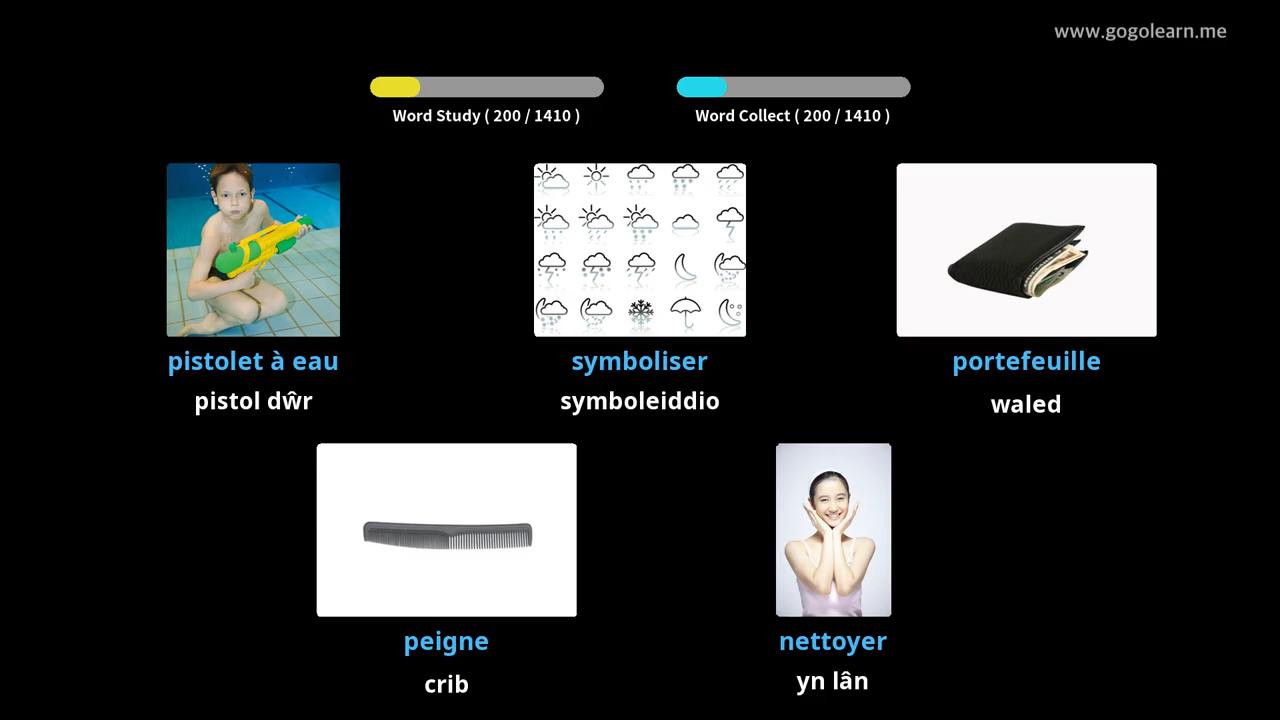 www.gogolearn.me
Word Study ( 200 / 1410 )
Word Collect ( 200 / 1410 )
pistolet à eau
pistol dŵr
symboliser
symboleiddio
portefeuille
waled
peigne
crib
nettoyer
yn lân